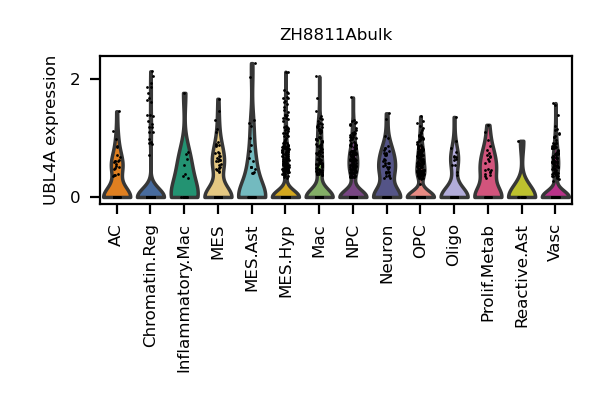 ZH8811Abulk
UBL4A expression
2
0
AC
Chromatin.Reg
Inflammatory.Mac
MES
MES.Ast
MES.Hyp
Mac
NPC
Neuron
OPC
Oligo
Prolif.Metab
Reactive.Ast
Vasc